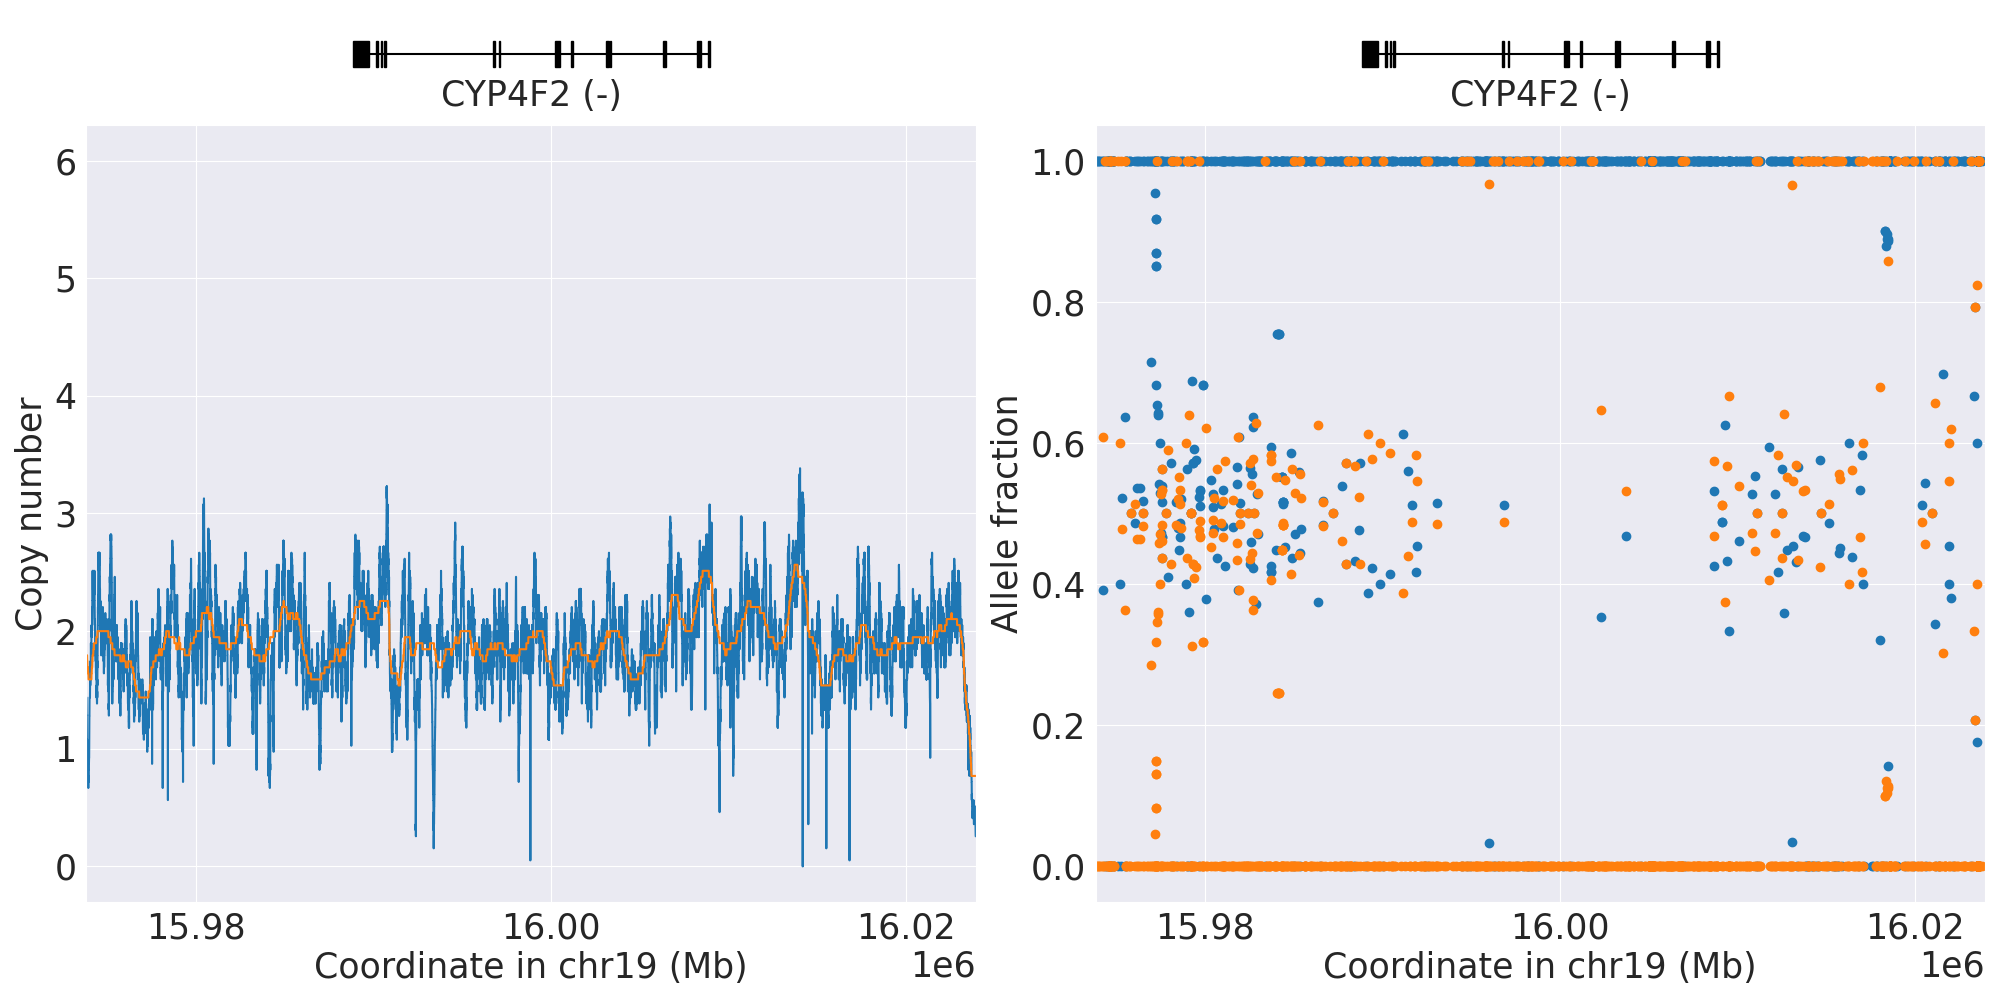 CYP4F2 (-)
6
5
4
3
2
1
0
Copy number
15.98
16.00
16.02
Coordinate in chr19 (Mb)
1e6
CYP4F2 (-)
1.0
0.8
0.6
0.4
0.2
0.0
Allele fraction
15.98
16.00
16.02
Coordinate in chr19 (Mb)
1e6